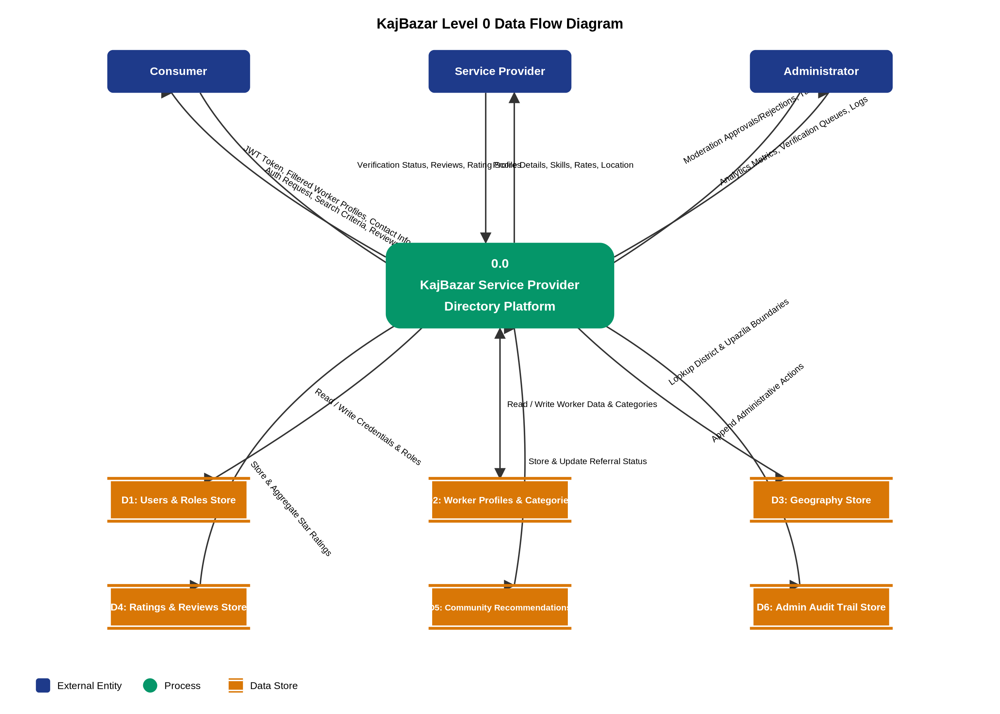 KajBazar Level 0 Data Flow Diagram
Consumer
Service Provider
Administrator
Moderation Approvals/Rejections,
Analytics Metrics, Verification Queues, Logs
JWT Token, Filtered Worker Profiles, Contact Info
Auth Request, Search Criteria, Reviews
Verification Status, Reviews, Rating Scores
Profile Details, Skills, Rates, Location
0.0
KajBazar Service Provider
Directory Platform
Lookup District & Upazila Boundaries
Append Administrative Actions
Read / Write Credentials & Roles
Read / Write Worker Data & Categories
Store & Update Referral Status
Store & Aggregate Star Ratings
D1: Users & Roles Store
2: Worker Profiles & Categorie
D3: Geography Store
D4: Ratings & Reviews Store
D5: Community Recommendations
D6: Admin Audit Trail Store
External Entity
Process
Data Store